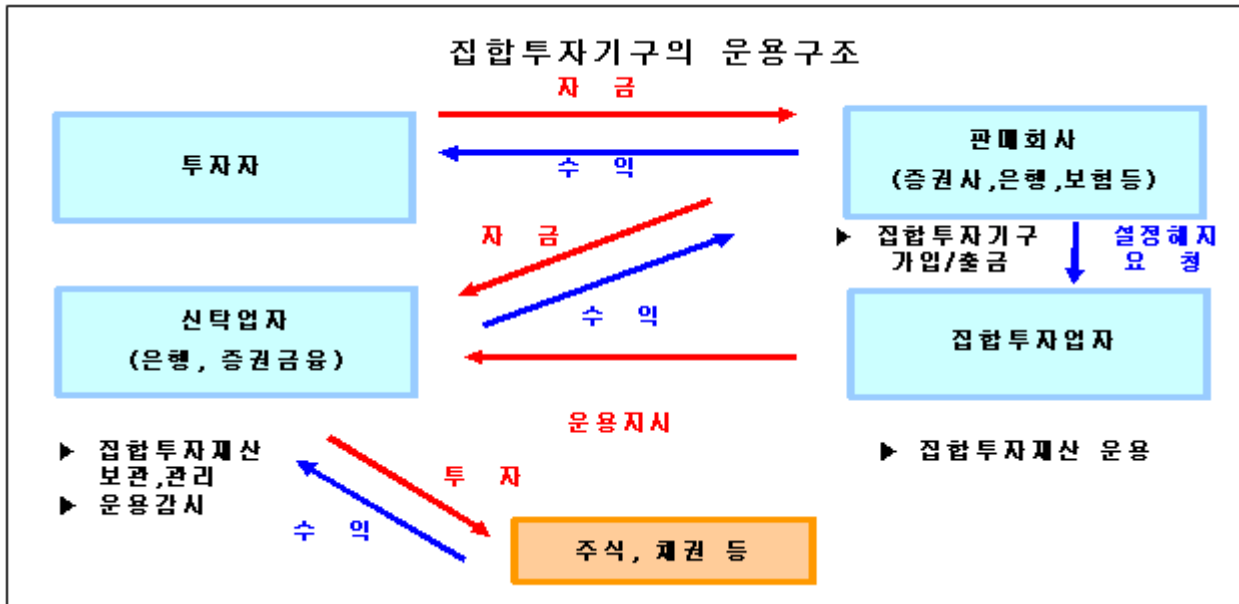 집합투자기구의 운용구조
자 금
투자자
수 익
판매회사
(증권사,은행,보험등)
자 금
▶ 집합투자기구
가입/출금
설정해지
요 청
신탁업자
(은행, 증권금융)
수 익
집합투자업자
운용지시
▶ 집합투자재산
보관,관리
▶ 운용감시
▶ 집합투자재산 운용
투 자
수 익
주식, 채권 등